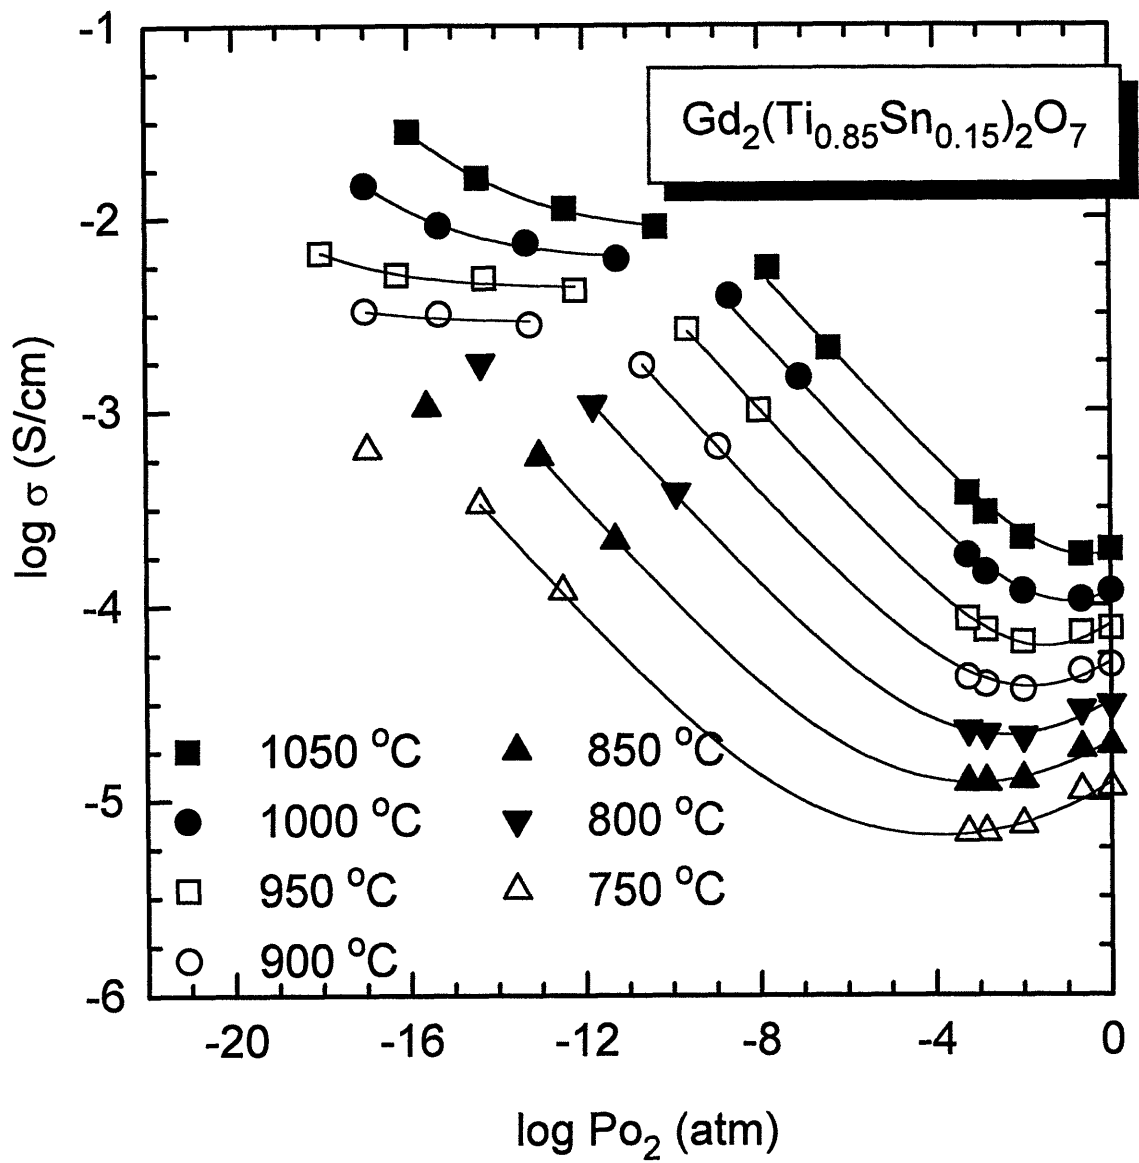 Gd₂(Ti₀.₈₅Sn₀.₁₅)₂O₇
-1
-2
-3
-4
-5
-6
log σ (S/cm)
1050 °C
1000 °C
950 °C
900 °C
850 °C
800 °C
750 °C
-20 -16 -12 -8 -4 0
log Po₂ (atm)